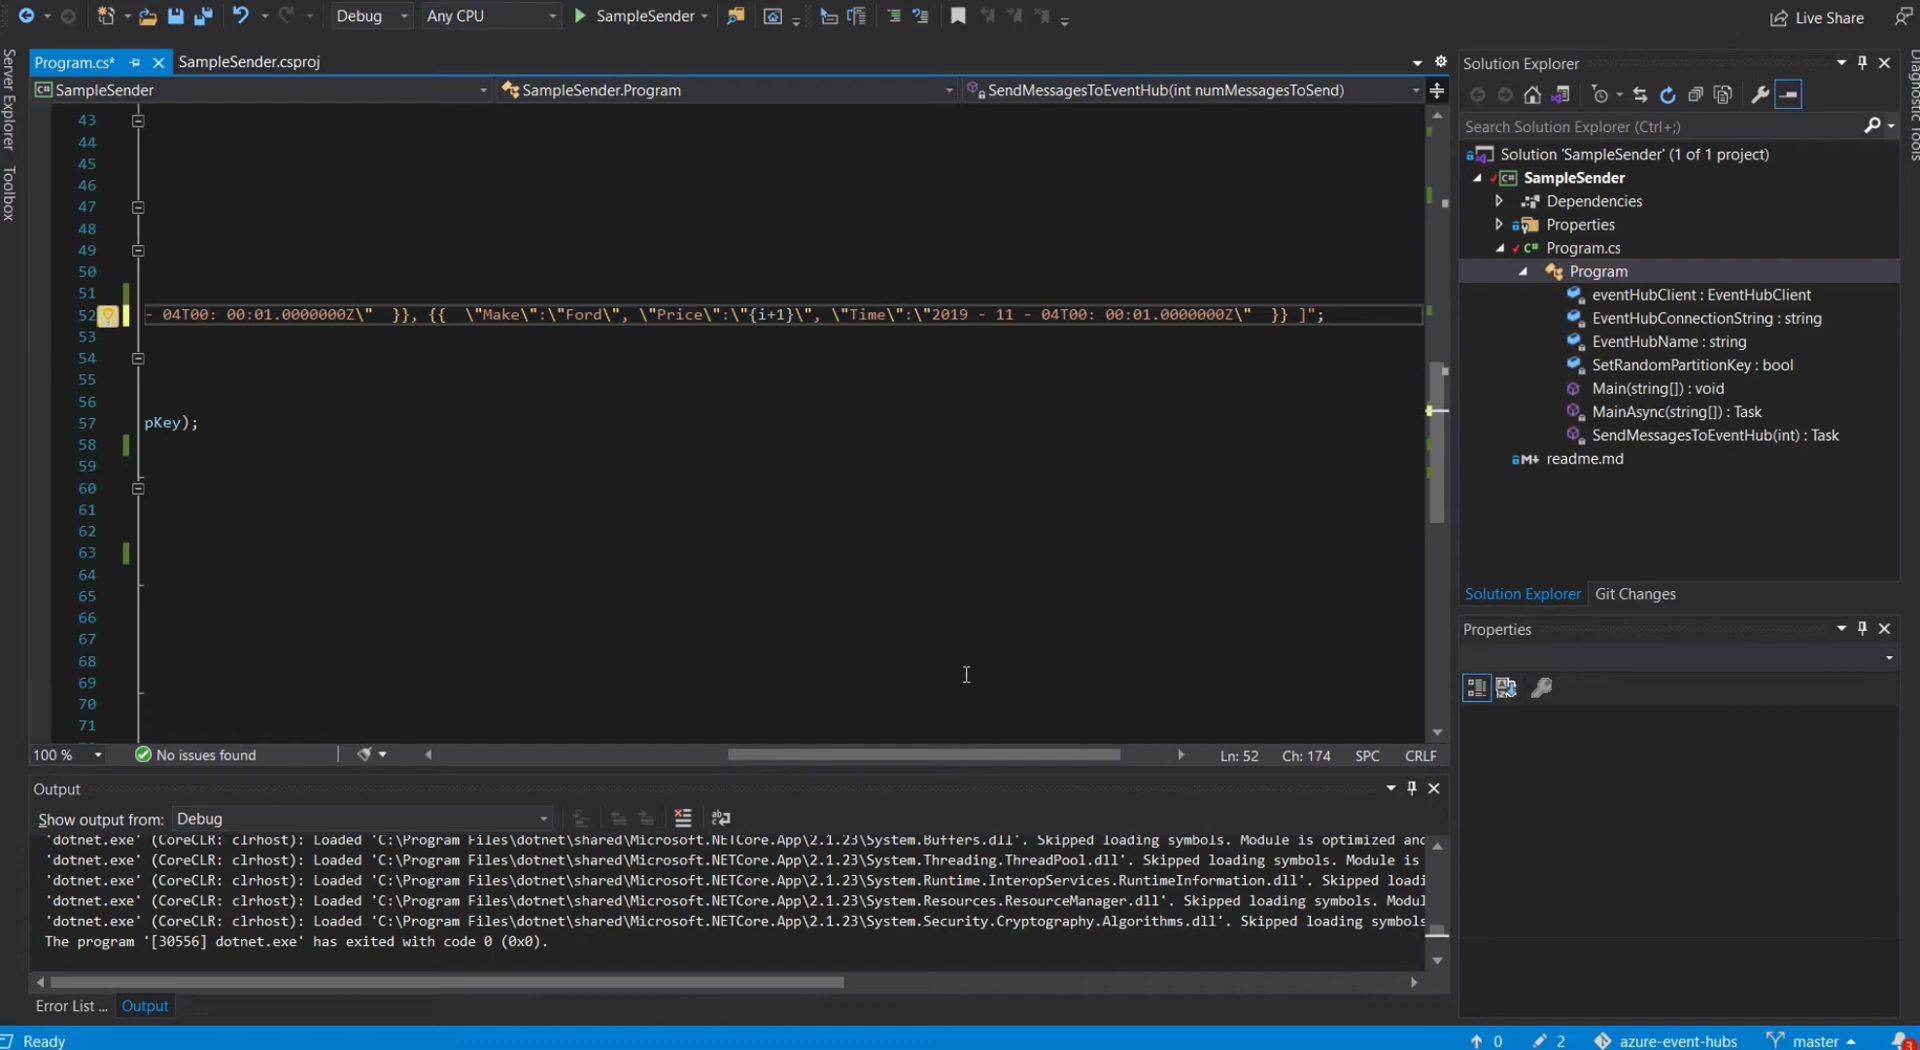 Debug
Any CPU
SampleSender
Live Share
Server Explorer
Toolbox
Program.cs*
SampleSender.csproj
C# SampleSender
SampleSender.Program
SendMessagesToEventHub(int numMessagesToSend)
43
44
45
46
47
48
49
50
51
52 - 04T00: 00:01.0000000Z\"  }}, {{  \"Make\":\"Ford\", \"Price\":\"{i+1}\", \"Time\":\"2019 - 11 - 04T00: 00:01.0000000Z\"  }} ]";
53
54
55
56
57 pKey);
58
59
60
61
62
63
64
65
66
67
68
69
70
71
100 %
No issues found
Ln: 52
Ch: 174
SPC
CRLF
Output
Show output from: Debug
'dotnet.exe' (CoreCLR: clrhost): Loaded 'C:\Program Files\dotnet\shared\Microsoft.NETCore.App\2.1.23\System.Buffers.dll'. Skipped loading symbols. Module is optimized and
'dotnet.exe' (CoreCLR: clrhost): Loaded 'C:\Program Files\dotnet\shared\Microsoft.NETCore.App\2.1.23\System.Threading.ThreadPool.dll'. Skipped loading symbols. Module is
'dotnet.exe' (CoreCLR: clrhost): Loaded 'C:\Program Files\dotnet\shared\Microsoft.NETCore.App\2.1.23\System.Runtime.InteropServices.RuntimeInformation.dll'. Skipped loadi
'dotnet.exe' (CoreCLR: clrhost): Loaded 'C:\Program Files\dotnet\shared\Microsoft.NETCore.App\2.1.23\System.Resources.ResourceManager.dll'. Skipped loading symbols. Modul
'dotnet.exe' (CoreCLR: clrhost): Loaded 'C:\Program Files\dotnet\shared\Microsoft.NETCore.App\2.1.23\System.Security.Cryptography.Algorithms.dll'. Skipped loading symbols
The program '[30556] dotnet.exe' has exited with code 0 (0x0).
Error List ...
Output
Solution Explorer
Search Solution Explorer (Ctrl+;)
Solution 'SampleSender' (1 of 1 project)
C# SampleSender
Dependencies
Properties
C# Program.cs
Program
eventHubClient : EventHubClient
EventHubConnectionString : string
EventHubName : string
SetRandomPartitionKey : bool
Main(string[]) : void
MainAsync(string[]) : Task
SendMessagesToEventHub(int) : Task
readme.md
Solution Explorer
Git Changes
Properties
Diagnostic Tools
Ready
0
2
azure-event-hubs
master
3